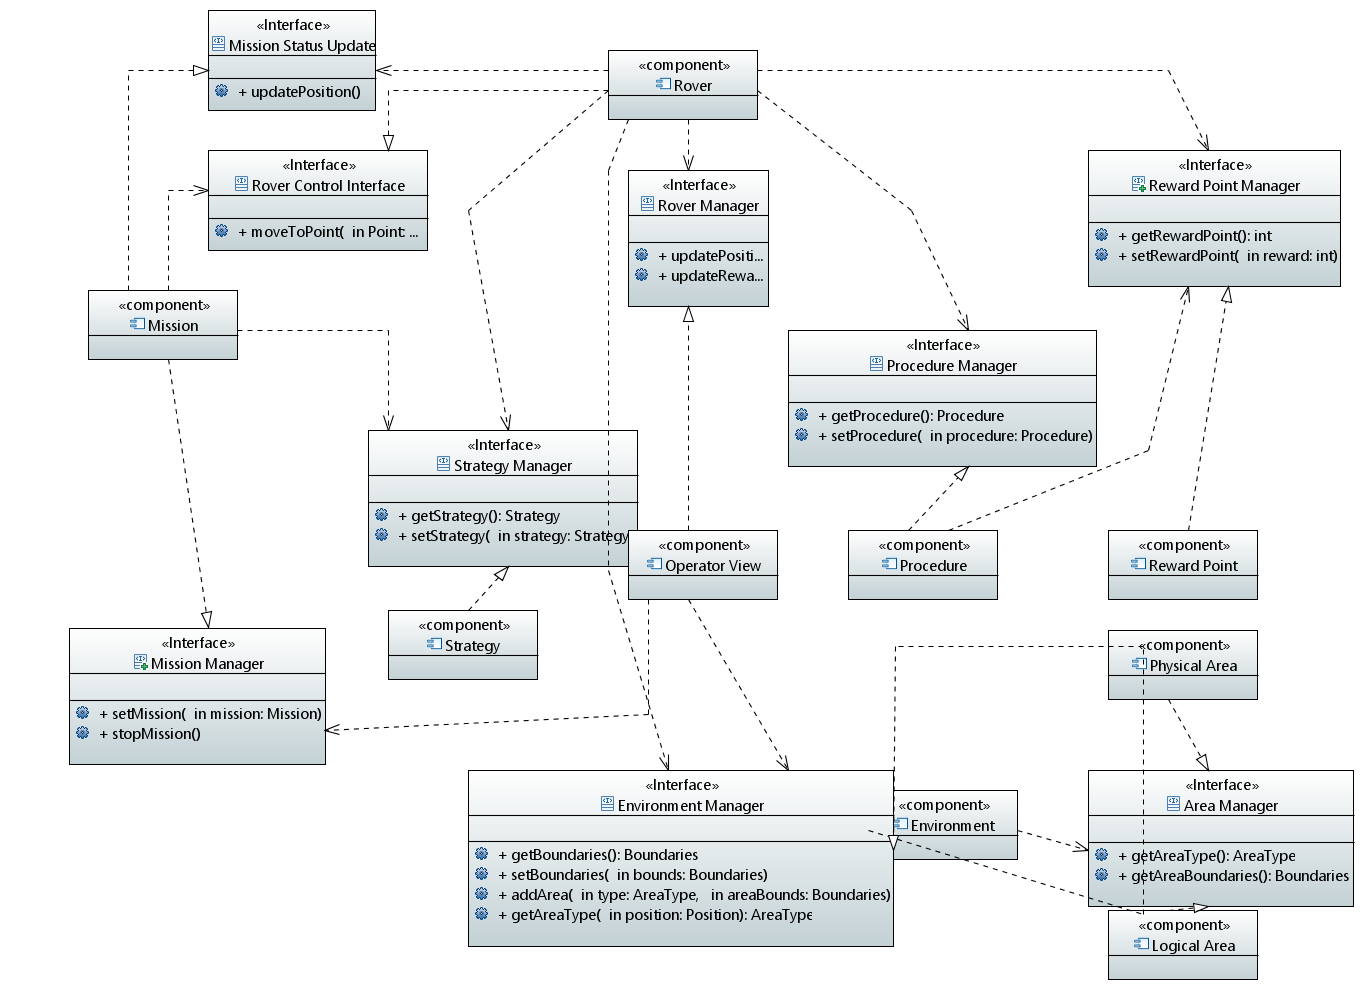 «Interface»
Mission Status Update
+ updatePosition()
«component»
Rover
«Interface»
Rover Control Interface
+ moveToPoint(  in Point: ...
«Interface»
Rover Manager
+ updatePositi...
+ updateRewa...
«Interface»
Reward Point Manager
+ getRewardPoint(): int
+ setRewardPoint(  in reward: int)
«component»
Mission
«Interface»
Procedure Manager
+ getProcedure(): Procedure
+ setProcedure(  in procedure: Procedure)
«Interface»
Strategy Manager
+ getStrategy(): Strategy
+ setStrategy(  in strategy: Strategy
«component»
Operator View
«component»
Procedure
«component»
Reward Point
«component»
Strategy
«Interface»
Mission Manager
+ setMission(  in mission: Mission)
+ stopMission()
«component»
Physical Area
«Interface»
Environment Manager
+ getBoundaries(): Boundaries
+ setBoundaries(  in bounds: Boundaries)
+ addArea(  in type: AreaType,   in areaBounds: Boundaries)
+ getAreaType(  in position: Position): AreaType
«component»
Environment
«Interface»
Area Manager
+ getAreaType(): AreaType
+ getAreaBoundaries(): Boundaries
«component»
Logical Area